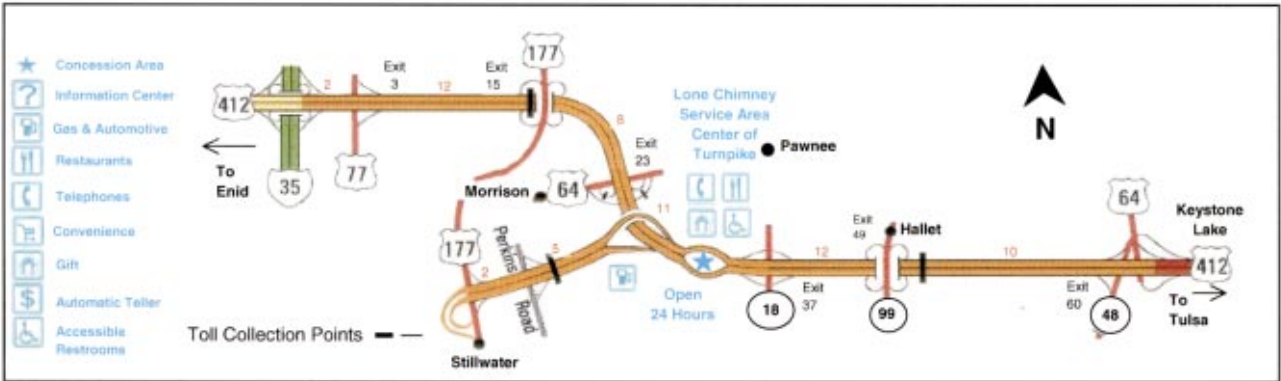 Concession Area
Information Center
Gas & Automotive
Restaurants
Telephones
Convenience
Gift
$ Automatic Teller
Accessible
Restrooms
412
To
Enid
35
2
77
Exit
3
12
Exit
15
177
8
Exit
23
64
Morrison
11
177
2
Perkins
Road
5
Stillwater
Toll Collection Points
Lone Chimney
Service Area
Center of
Turnpike
Pawnee
Open
24 Hours
18
Exit
37
12
Exit
49
Hallet
99
10
N
Exit
60
64
48
Keystone
Lake
412
To
Tulsa